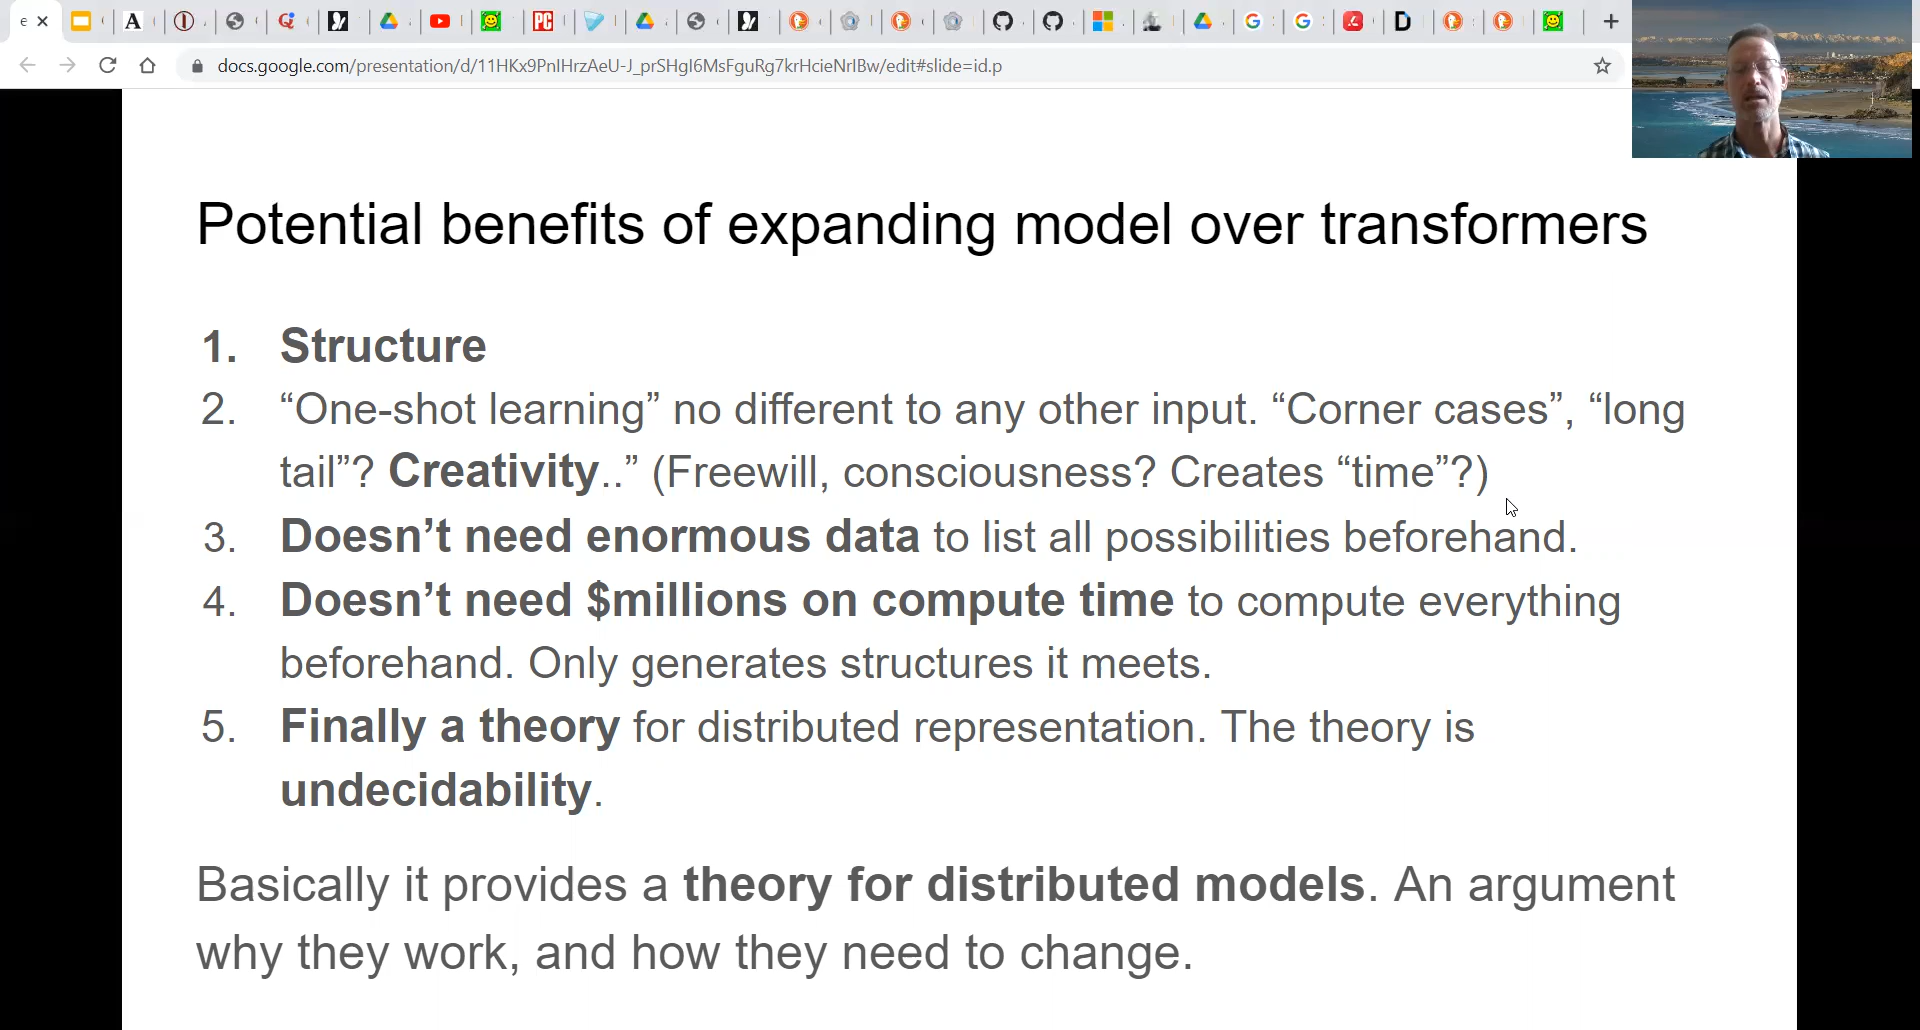 e
A
PC
D
docs.google.com/presentation/d/11HKx9PnIHrzAeU-J_prSHgI6MsFguRg7krHcieNrIBw/edit#slide=id.p
Potential benefits of expanding model over transformers
1. Structure
2. “One-shot learning” no different to any other input. “Corner cases”, “long
tail”? Creativity..” (Freewill, consciousness? Creates “time”?)
3. Doesn’t need enormous data to list all possibilities beforehand.
4. Doesn’t need $millions on compute time to compute everything
beforehand. Only generates structures it meets.
5. Finally a theory for distributed representation. The theory is
undecidability.
Basically it provides a theory for distributed models. An argument
why they work, and how they need to change.